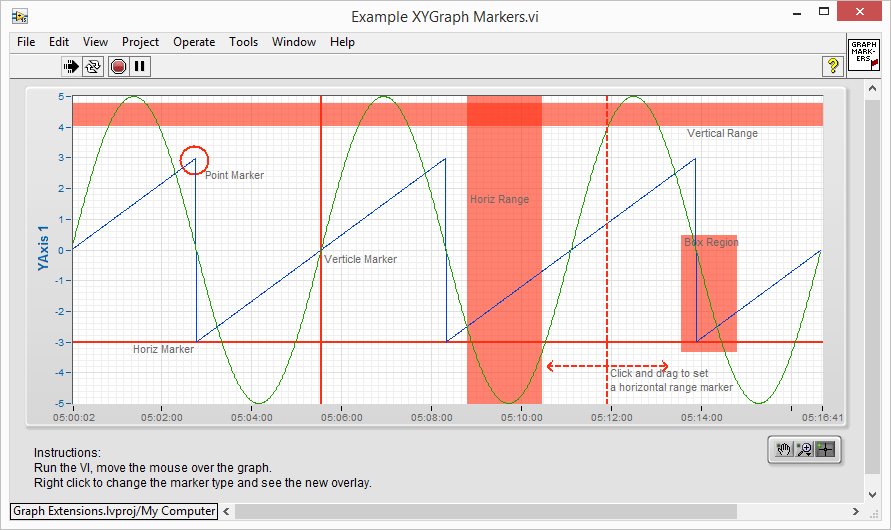 Example XYGraph Markers.vi
File Edit View Project Operate Tools Window Help
?
GRAPH
MARK-
ERS
5
4
3
2
1
0
-1
-2
-3
-4
-5
YAxis 1
Vertical Range
Point Marker
Horiz Range
Box Region
Verticle Marker
Horiz Marker
Click and drag to set
a horizontal range marker
05:00:02 05:02:00 05:04:00 05:06:00 05:08:00 05:10:00 05:12:00 05:14:00 05:16:41
Instructions:
Run the VI, move the mouse over the graph.
Right click to change the marker type and see the new overlay.
Graph Extensions.lvproj/My Computer